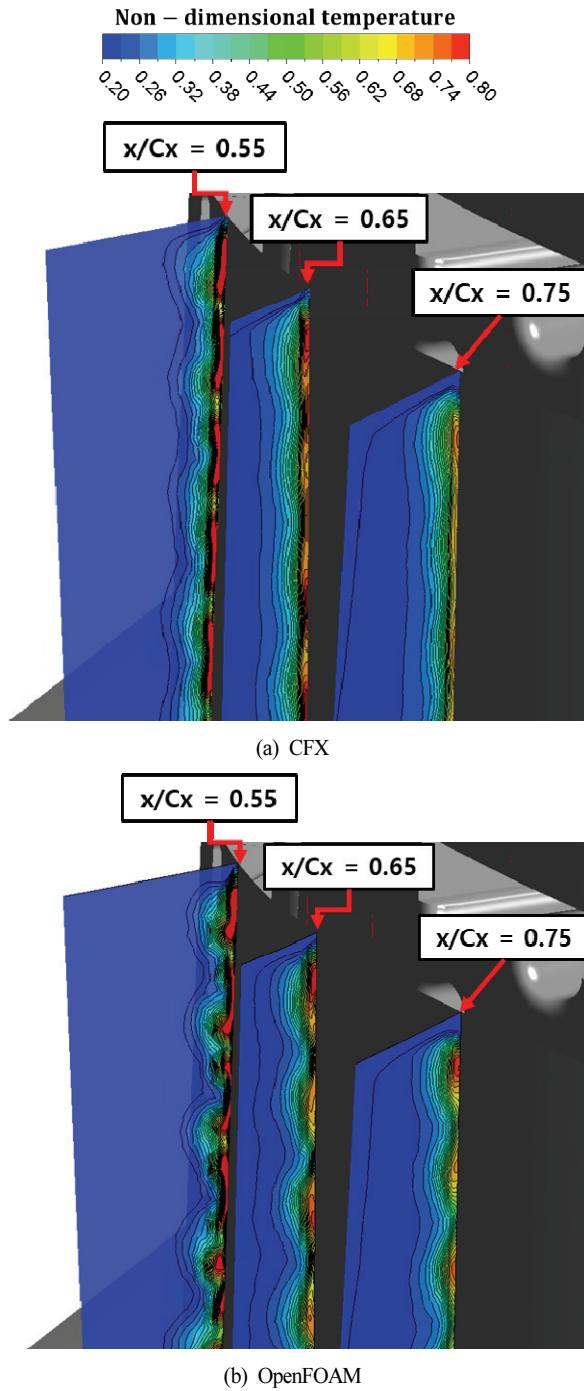 Non − dimensional temperature
0.20 0.26 0.32 0.38 0.44 0.50 0.56 0.62 0.68 0.74 0.80
x/Cx = 0.55
x/Cx = 0.65
x/Cx = 0.75
(a) CFX
x/Cx = 0.55
x/Cx = 0.65
x/Cx = 0.75
(b) OpenFOAM